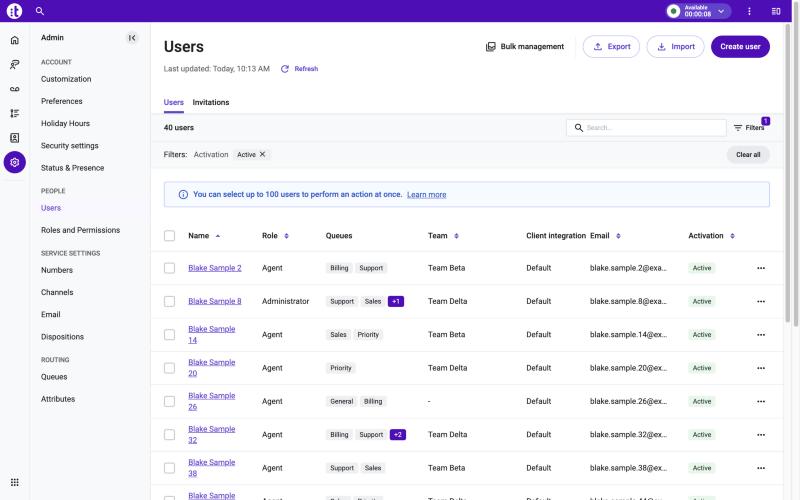 Available
00:00:08
Admin
ACCOUNT
Customization
Preferences
Holiday Hours
Security settings
Status & Presence
PEOPLE
Users
Roles and Permissions
SERVICE SETTINGS
Numbers
Channels
Email
Dispositions
ROUTING
Queues
Attributes
Users
Bulk management
Export
Import
Create user
Last updated: Today, 10:13 AM
Refresh
Users Invitations
40 users
Search...
Filters
1
Filters: Activation Active
Clear all
You can select up to 100 users to perform an action at once. Learn more
Name Role Queues Team Client integration Email Activation
Blake Sample 2 Agent Billing Support Team Beta Default blake.sample.2@exa... Active
Blake Sample 8 Administrator Support Sales +1 Team Delta Default blake.sample.8@exa... Active
Blake Sample 14 Agent Sales Priority Team Beta Default blake.sample.14@ex... Active
Blake Sample 20 Agent Priority Team Delta Default blake.sample.20@ex... Active
Blake Sample 26 Agent General Billing - Default blake.sample.26@ex... Active
Blake Sample 32 Agent Billing Support +2 Team Delta Default blake.sample.32@ex... Active
Blake Sample 38 Agent Support Sales Team Beta Default blake.sample.38@ex... Active
Blake Sample